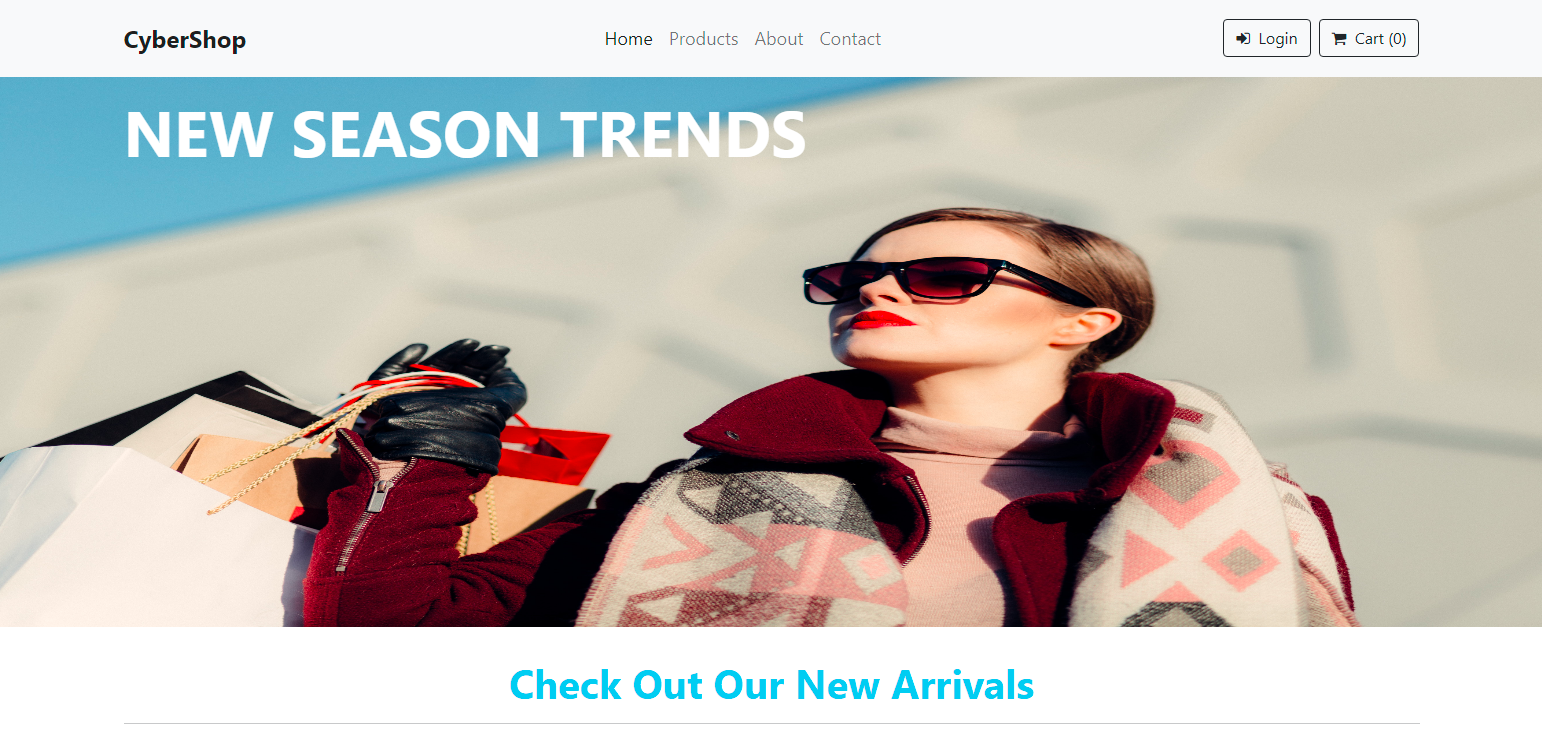 CyberShop
Home Products About Contact
Login
Cart (0)
NEW SEASON TRENDS
Check Out Our New Arrivals